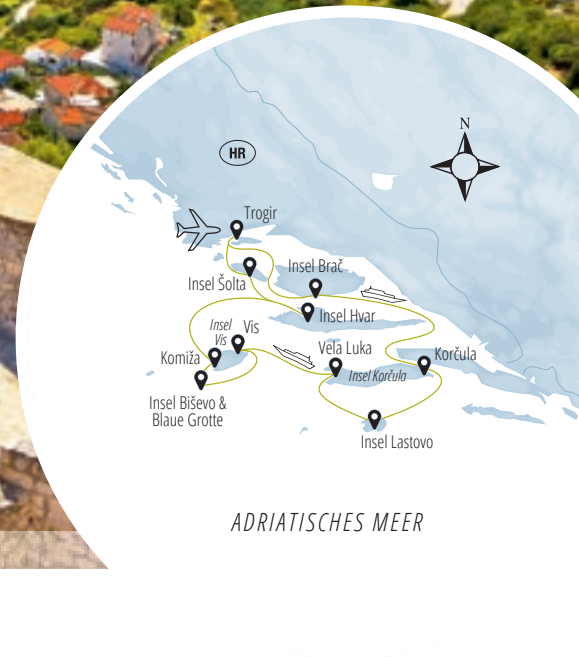 N
HR
Trogir
Insel Brač
Insel Šolta
Insel Hvar
Insel
Vis
Vis
Vela Luka
Korčula
Komiža
Insel Korčula
Insel Biševo &
Blaue Grotte
Insel Lastovo
ADRIATISCHES MEER